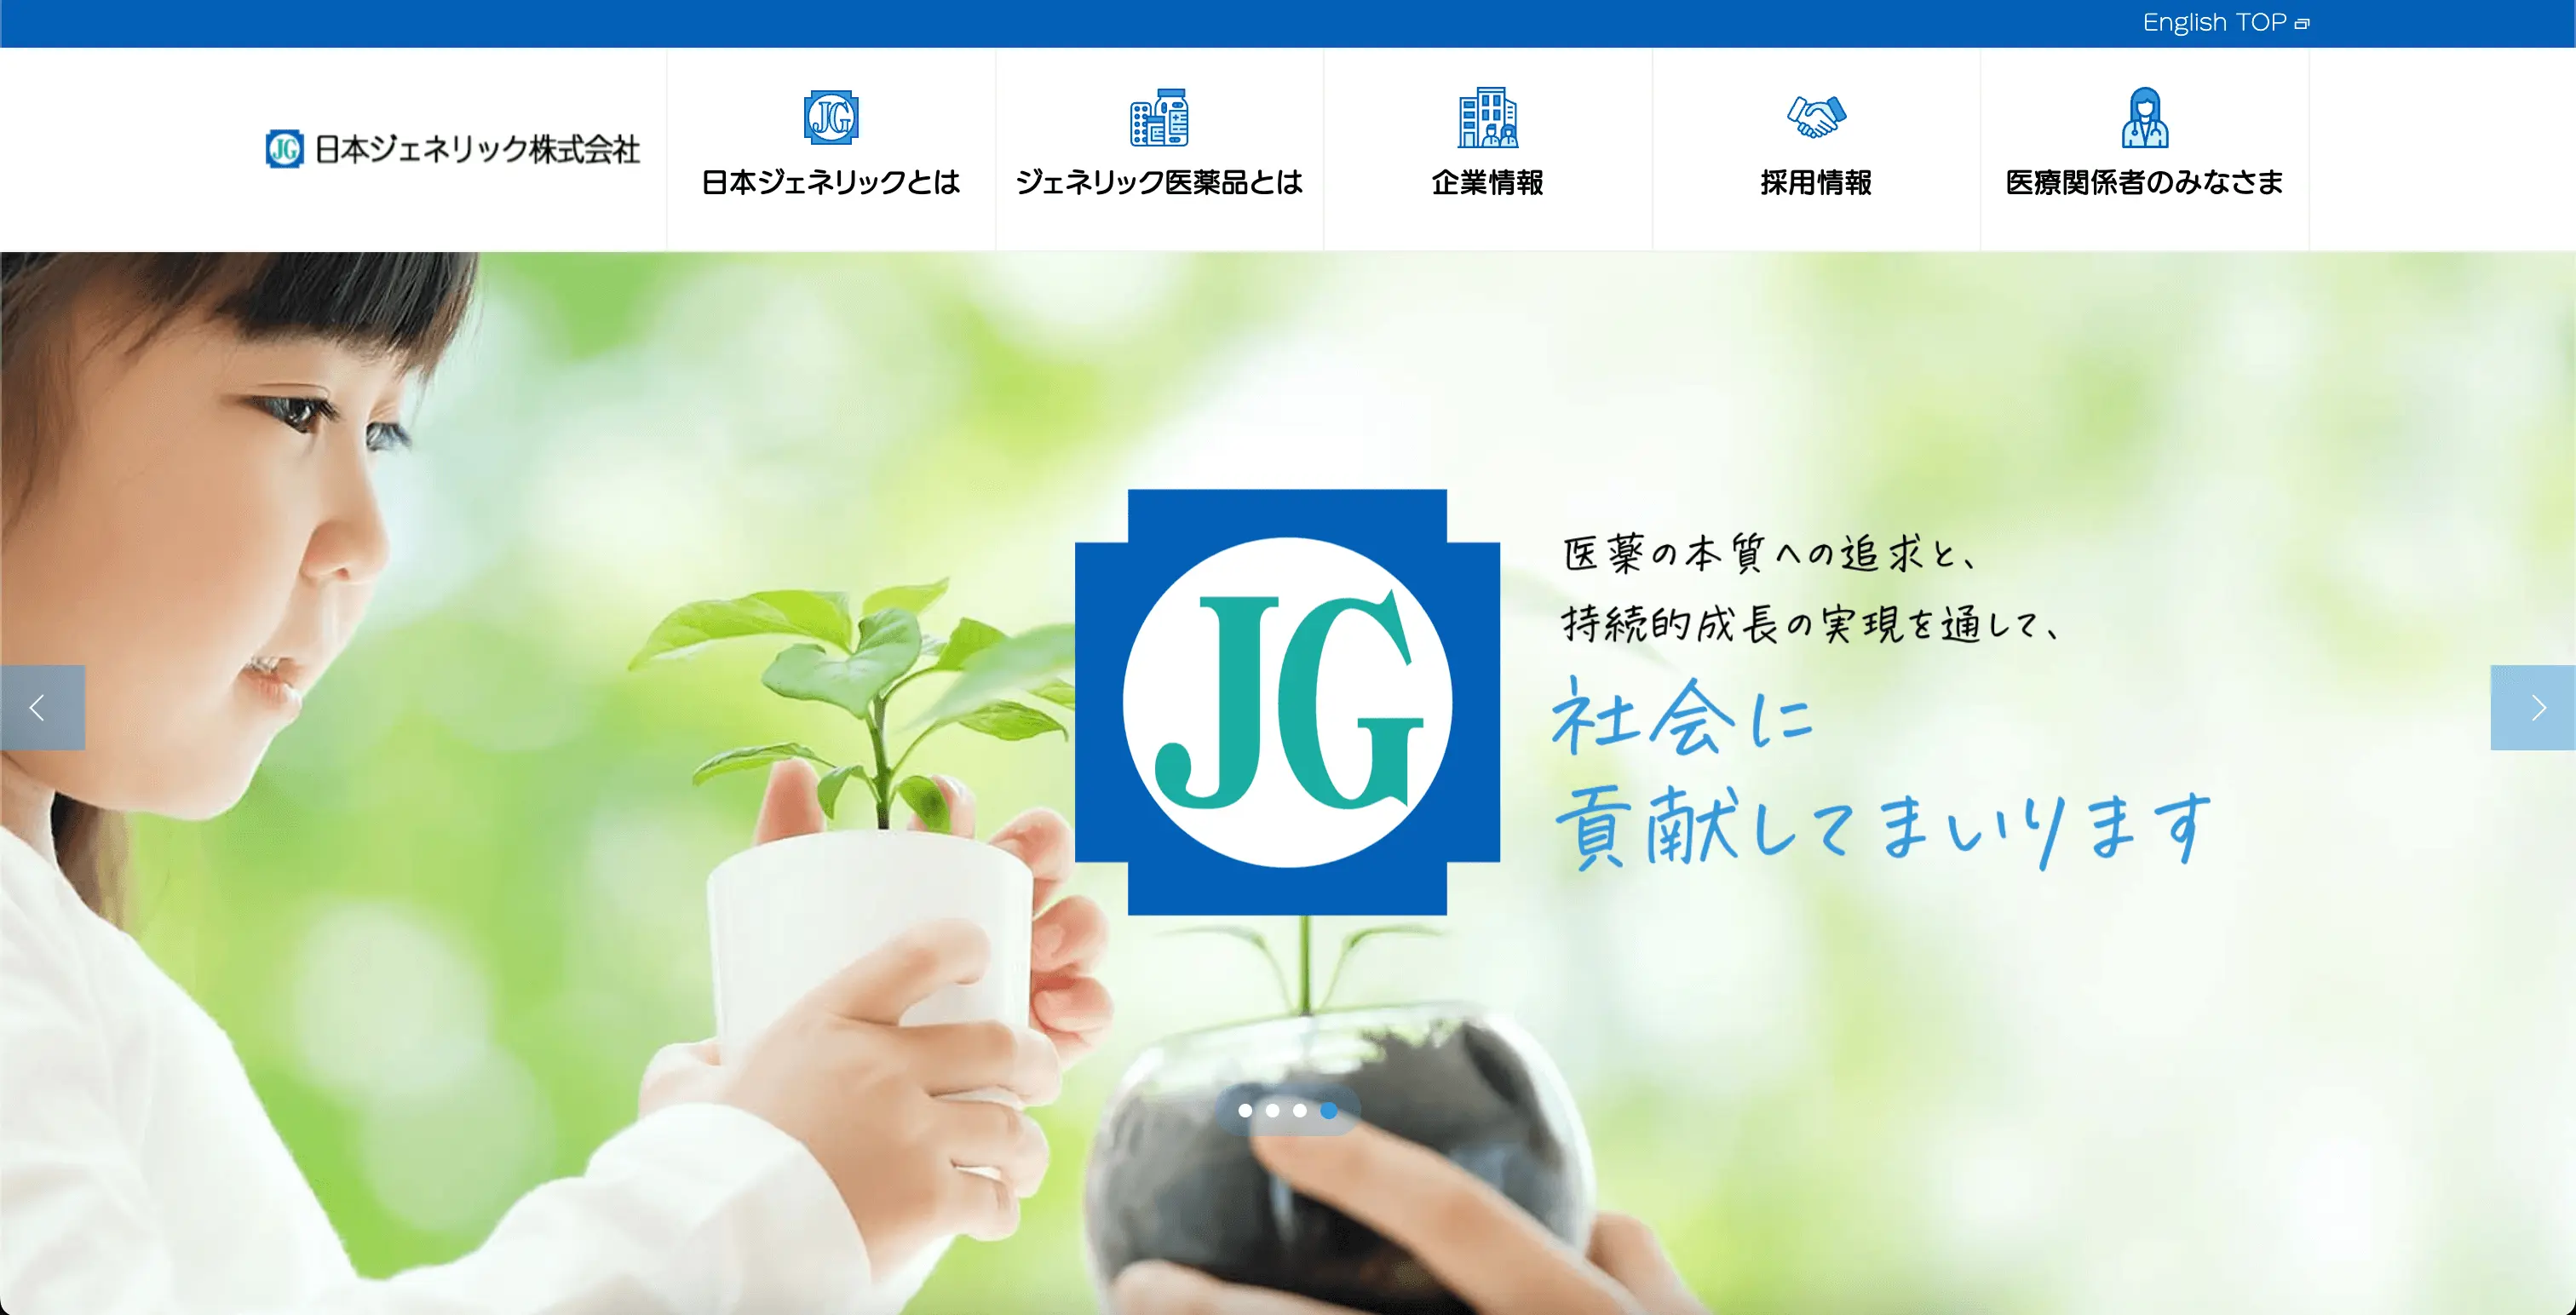 English TOP
JG 日本ジェネリック株式会社
JG
日本ジェネリックとは
ジェネリック医薬品とは
企業情報
採用情報
医療関係者のみなさま
JG
医薬の本質への追求と、
持続的成長の実現を通して、
社会に
貢献してまいります